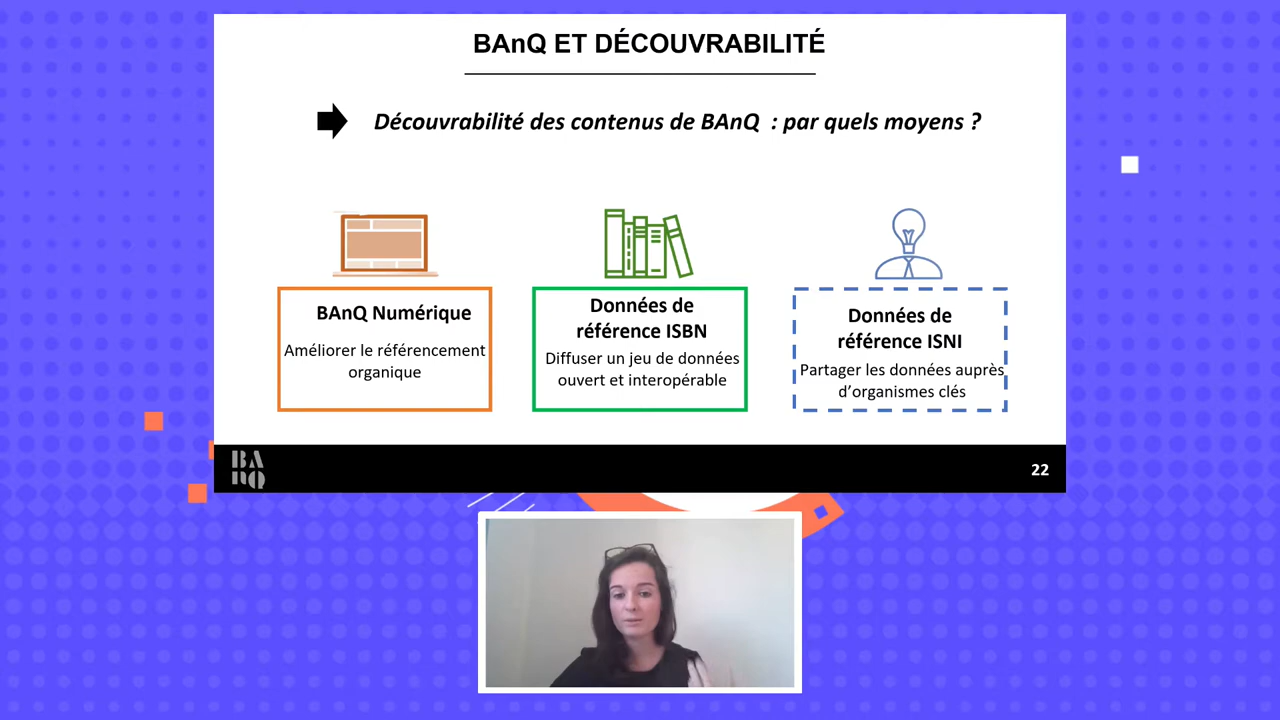 BAnQ ET DÉCOUVRABILITÉ
Découvrabilité des contenus de BAnQ : par quels moyens ?
BAnQ Numérique
Améliorer le référencement
organique
Données de
référence ISBN
Diffuser un jeu de données
ouvert et interopérable
Données de
référence ISNI
Partager les données auprès
d'organismes clés
BA
NQ
22